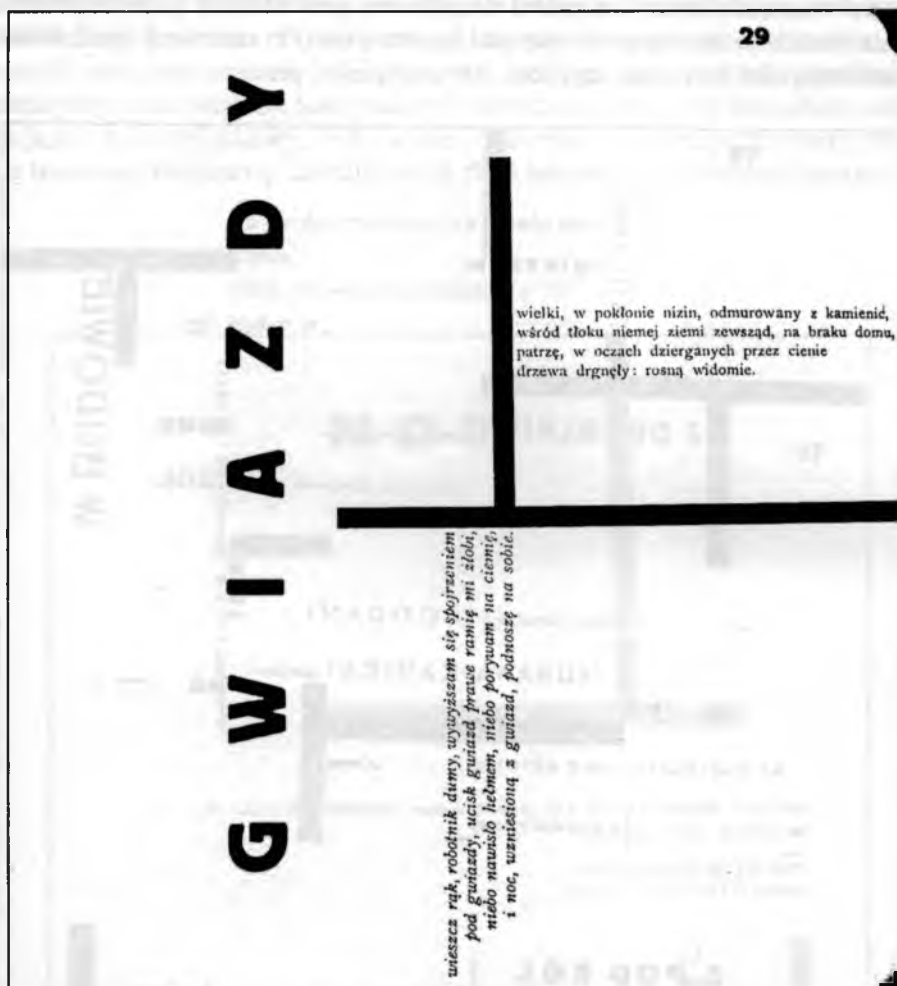 29
GWIAZDY
wielki, w pokłonie nizin, odmurowany z kamienić,
wśród tłoku niemej ziemi zewsząd, na braku domu,
patrzę, w oczach dzierganych przez cienie
drzewa drgnęły: rosną widomie.
wieszcz rąk, robotnik dumy, wywyższam się spojrzeniem
pod gwiazdy, ucisk gwiazd prawe ramię mi żłobi,
niebo nawisło hełmem, niebo porywam na ciemię,
i noc, wzniesioną z gwiazd, podnoszę na sobie.